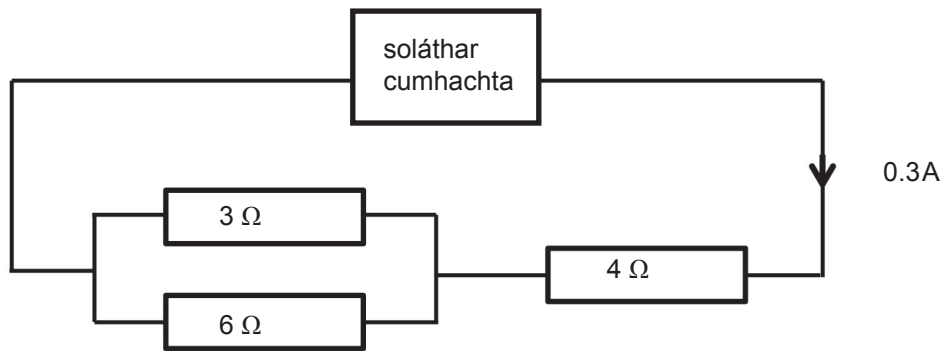 soláthar
cumhachta
0.3A
3 Ω
4 Ω
6 Ω